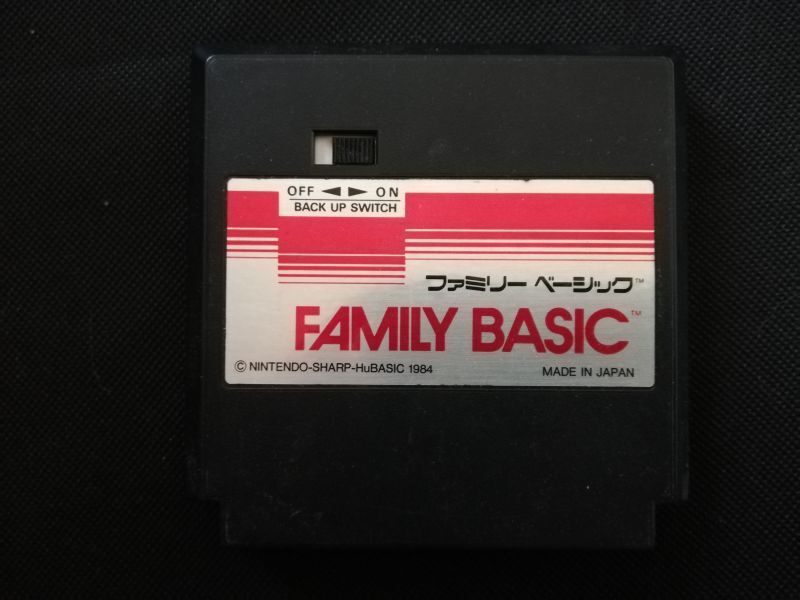 OFF ◀ ▶ ON
BACK UP SWITCH
ファミリー ベーシック™
FAMILY BASIC™
© NINTENDO-SHARP-HuBASIC 1984
MADE IN JAPAN